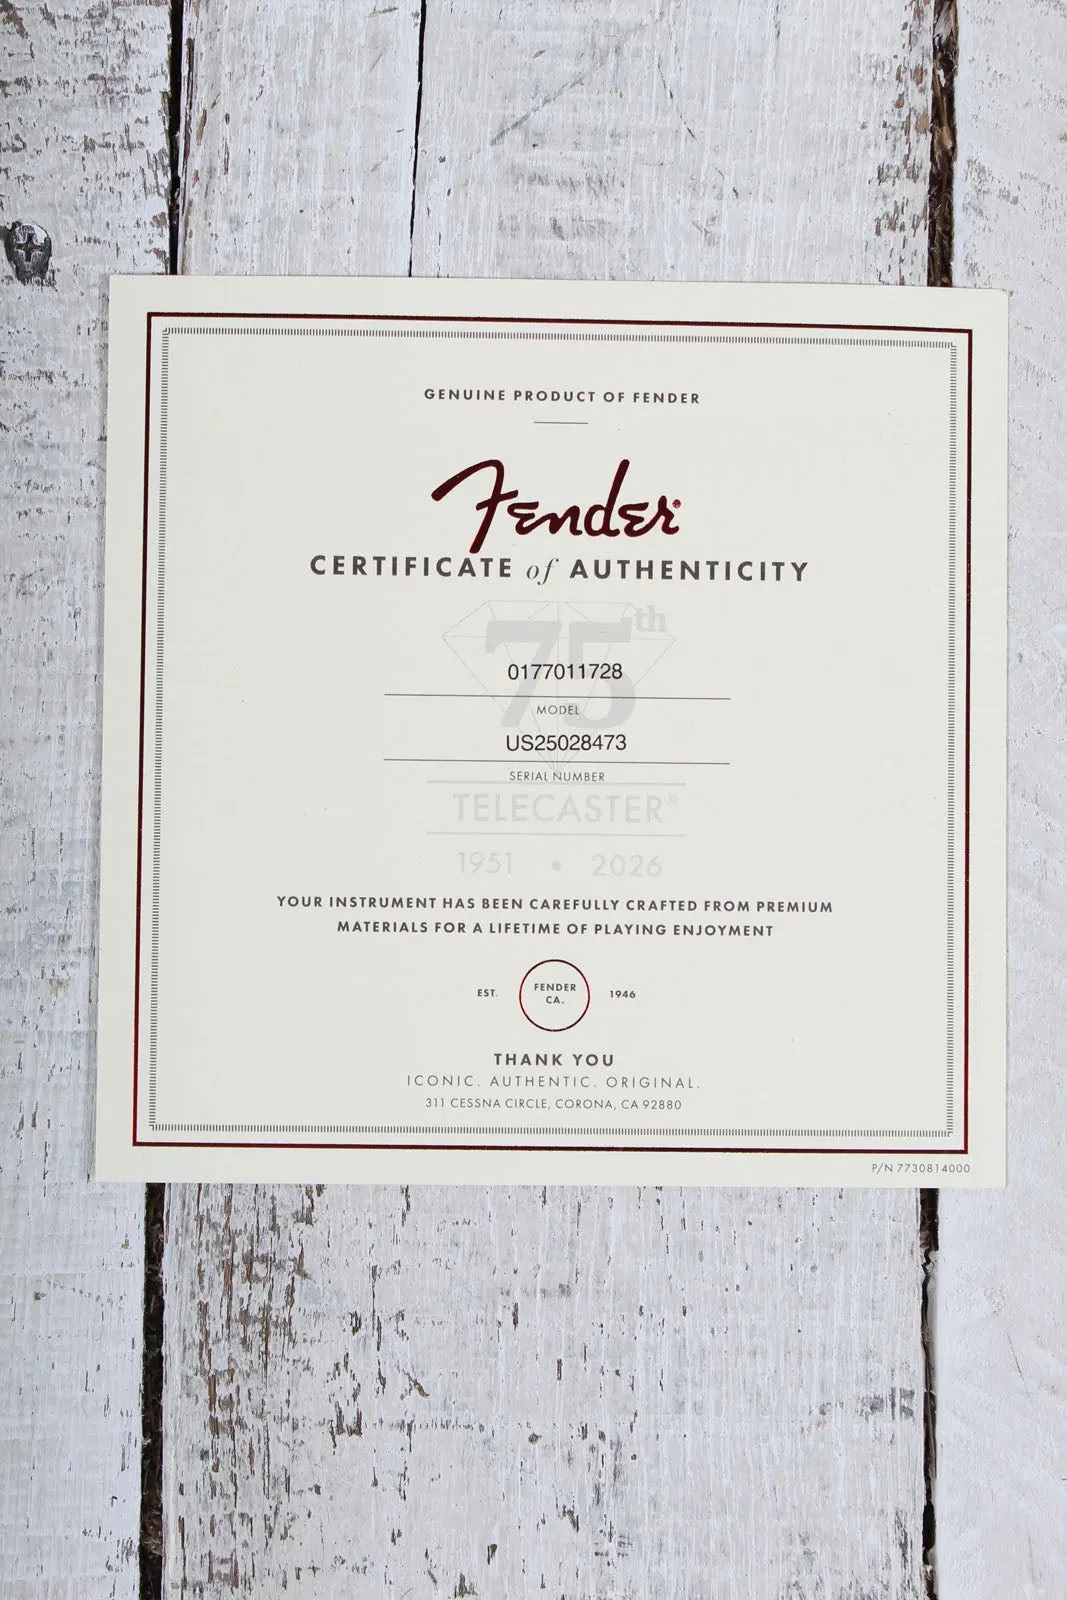 GENUINE PRODUCT OF FENDER
Fender®
CERTIFICATE of AUTHENTICITY
75th
0177011728
MODEL
US25028473
SERIAL NUMBER
TELECASTER®
1951 • 2026
YOUR INSTRUMENT HAS BEEN CAREFULLY CRAFTED FROM PREMIUM
MATERIALS FOR A LIFETIME OF PLAYING ENJOYMENT
EST. FENDER CA. 1946
THANK YOU
ICONIC. AUTHENTIC. ORIGINAL.
311 CESSNA CIRCLE, CORONA, CA 92880
P/N 7730814000